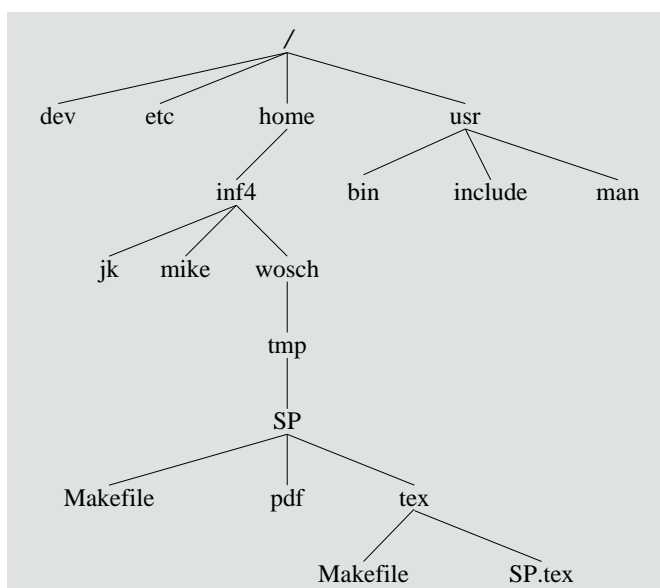 /
dev etc home usr
inf4 bin include man
jk mike wosch
tmp
SP
Makefile pdf tex
Makefile SP.tex